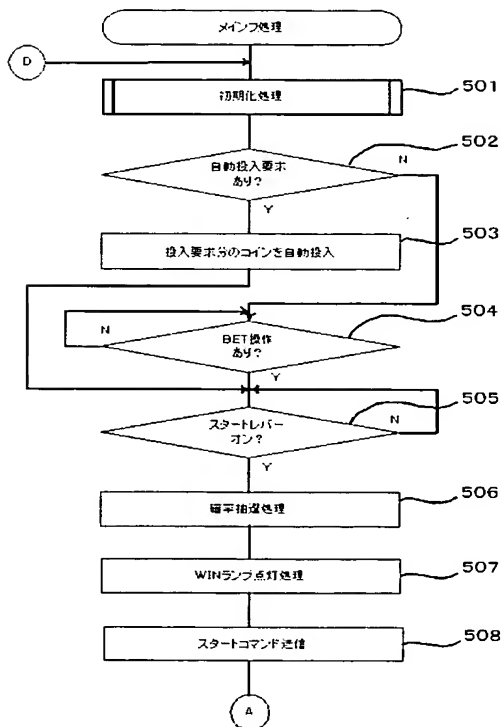 メインフ処理
D
初期化処理
501
502
自動投入要求
あり?
N
Y
503
投入要求分のコインを自動投入
504
BET操作
あり?
N
Y
505
スタートレバー
オン?
N
Y
確率抽選処理
506
WINランプ点灯処理
507
スタートコマンド送信
508
A